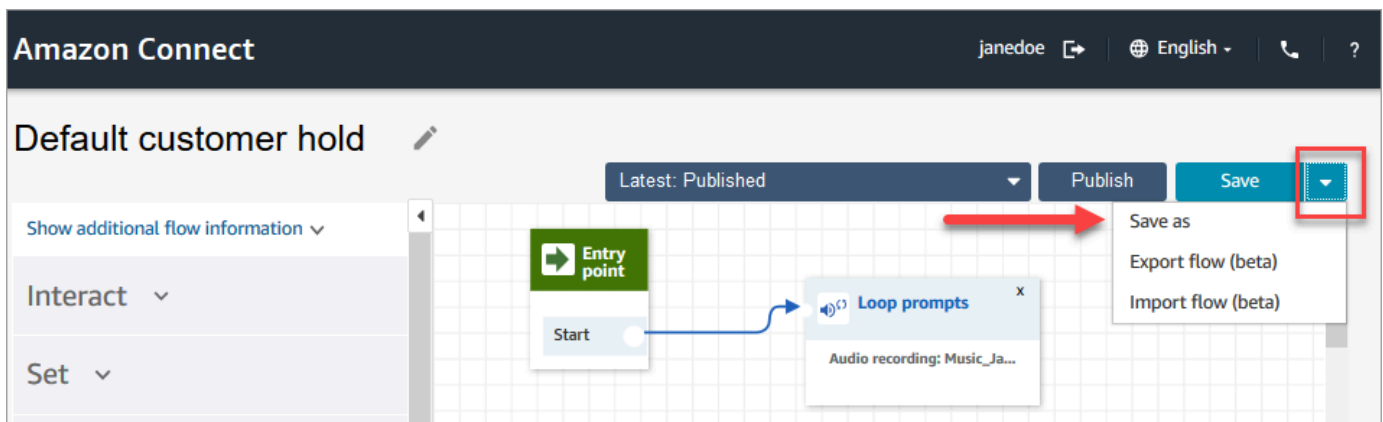 Amazon Connect
janedoe
English
?
Default customer hold
Latest: Published
Publish
Save
Show additional flow information
Save as
Export flow (beta)
Import flow (beta)
Entry
point
Start
Interact
Set
Loop prompts
x
Audio recording: Music_Ja...